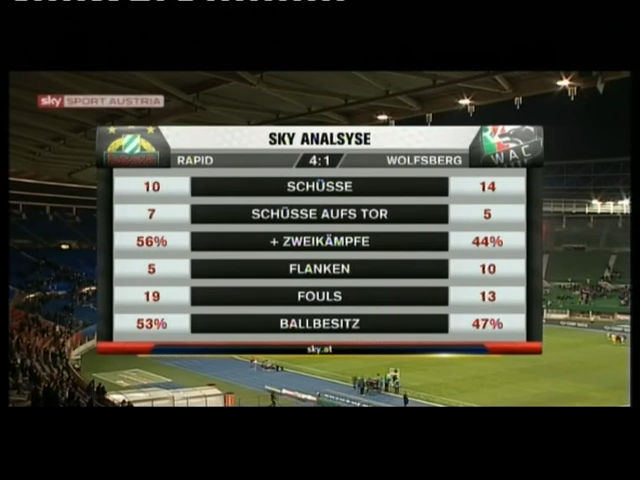 sky SPORT AUSTRIA
SKY ANALSYSE
RAPID 4:1 WOLFSBERG
WAC
10 SCHÜSSE 14
7 SCHÜSSE AUFS TOR 5
56% + ZWEIKÄMPFE 44%
5 FLANKEN 10
19 FOULS 13
53% BALLBESITZ 47%
sky.at